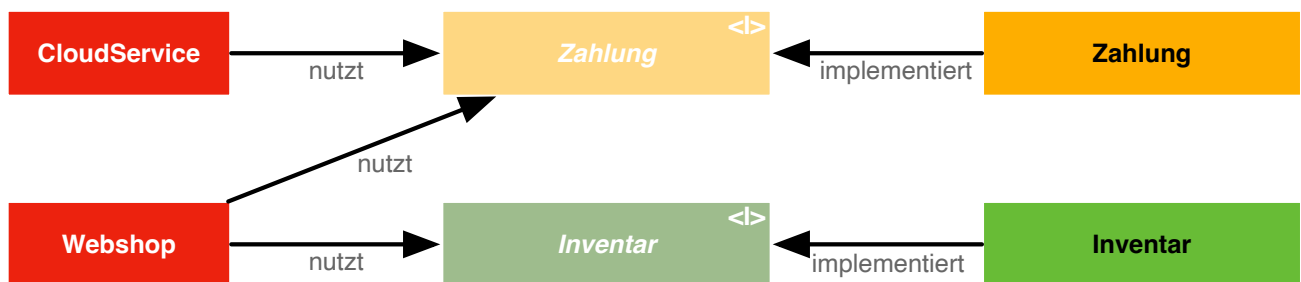 CloudService
nutzt
Zahlung
<I>
implementiert
Zahlung
nutzt
Webshop
nutzt
Inventar
<I>
implementiert
Inventar